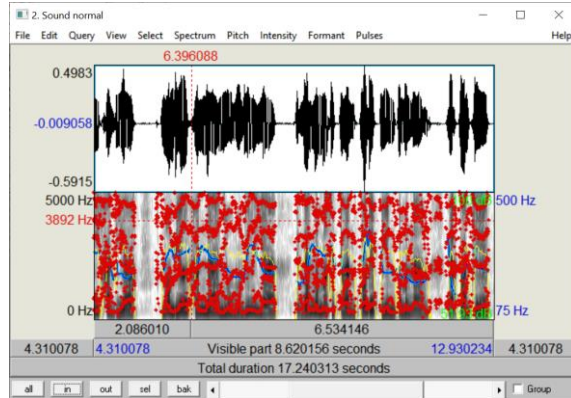 2. Sound normal
File Edit Query View Select Spectrum Pitch Intensity Formant Pulses Help
6.396088
0.4983
-0.009058
-0.5915
5000 Hz 500 Hz
3892 Hz
0 Hz 75 Hz
2.086010 6.534146
4.310078 4.310078 Visible part 8.620156 seconds 12.930234 4.310078
Total duration 17.240313 seconds
all in out sel bak Group